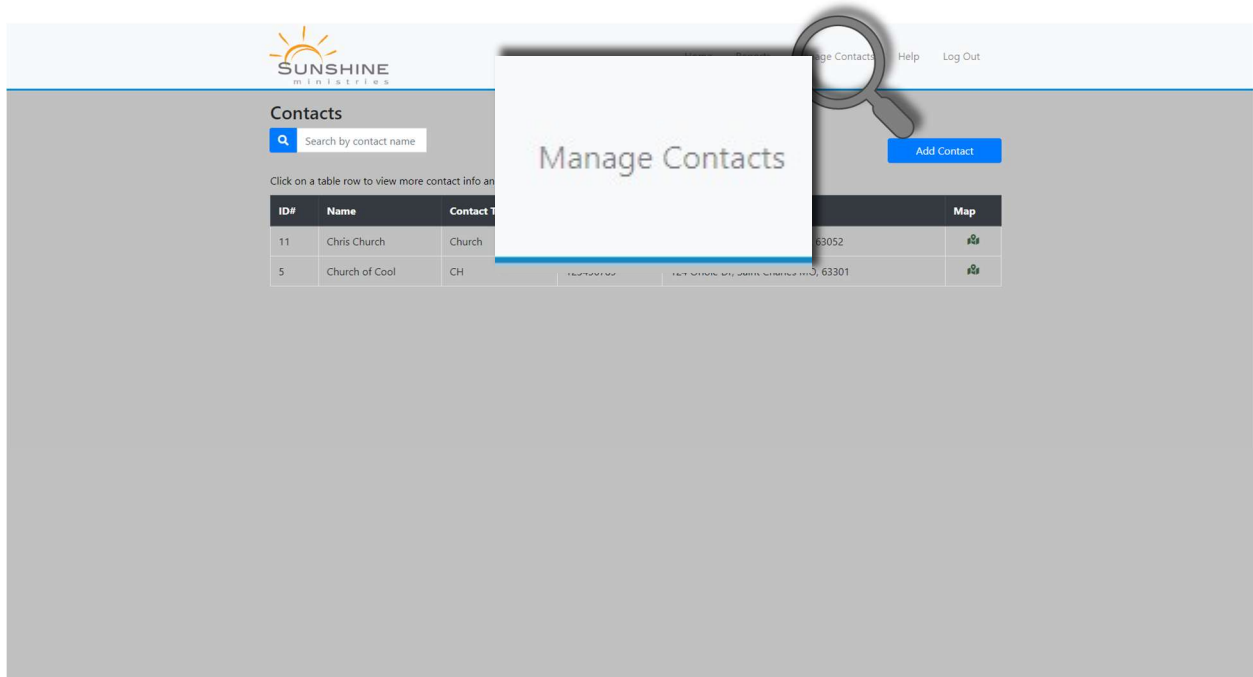 SUNSHINE
ministries
Contacts Help Log Out
Contacts
Search by contact name
Manage Contacts
Add Contact
Click on a table row to view more contact info
ID# Name Contact Map
11 Chris Church Church 63052
5 Church of Cool CH 63301